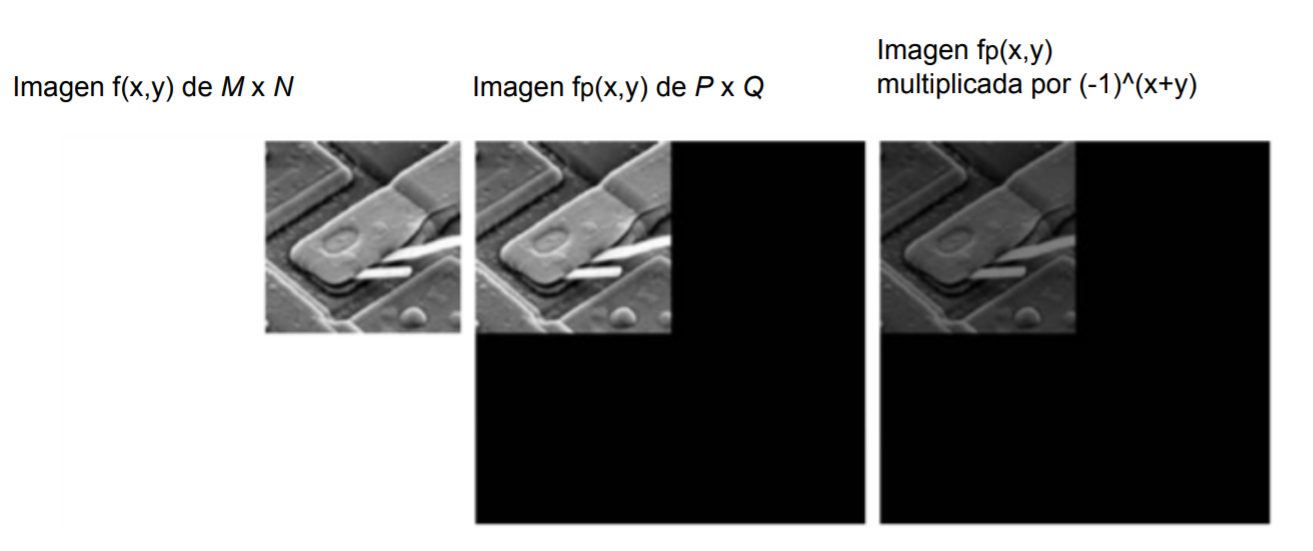 Imagen f(x,y) de M x N
Imagen fp(x,y) de P x Q
Imagen fp(x,y)
multiplicada por (-1)^(x+y)